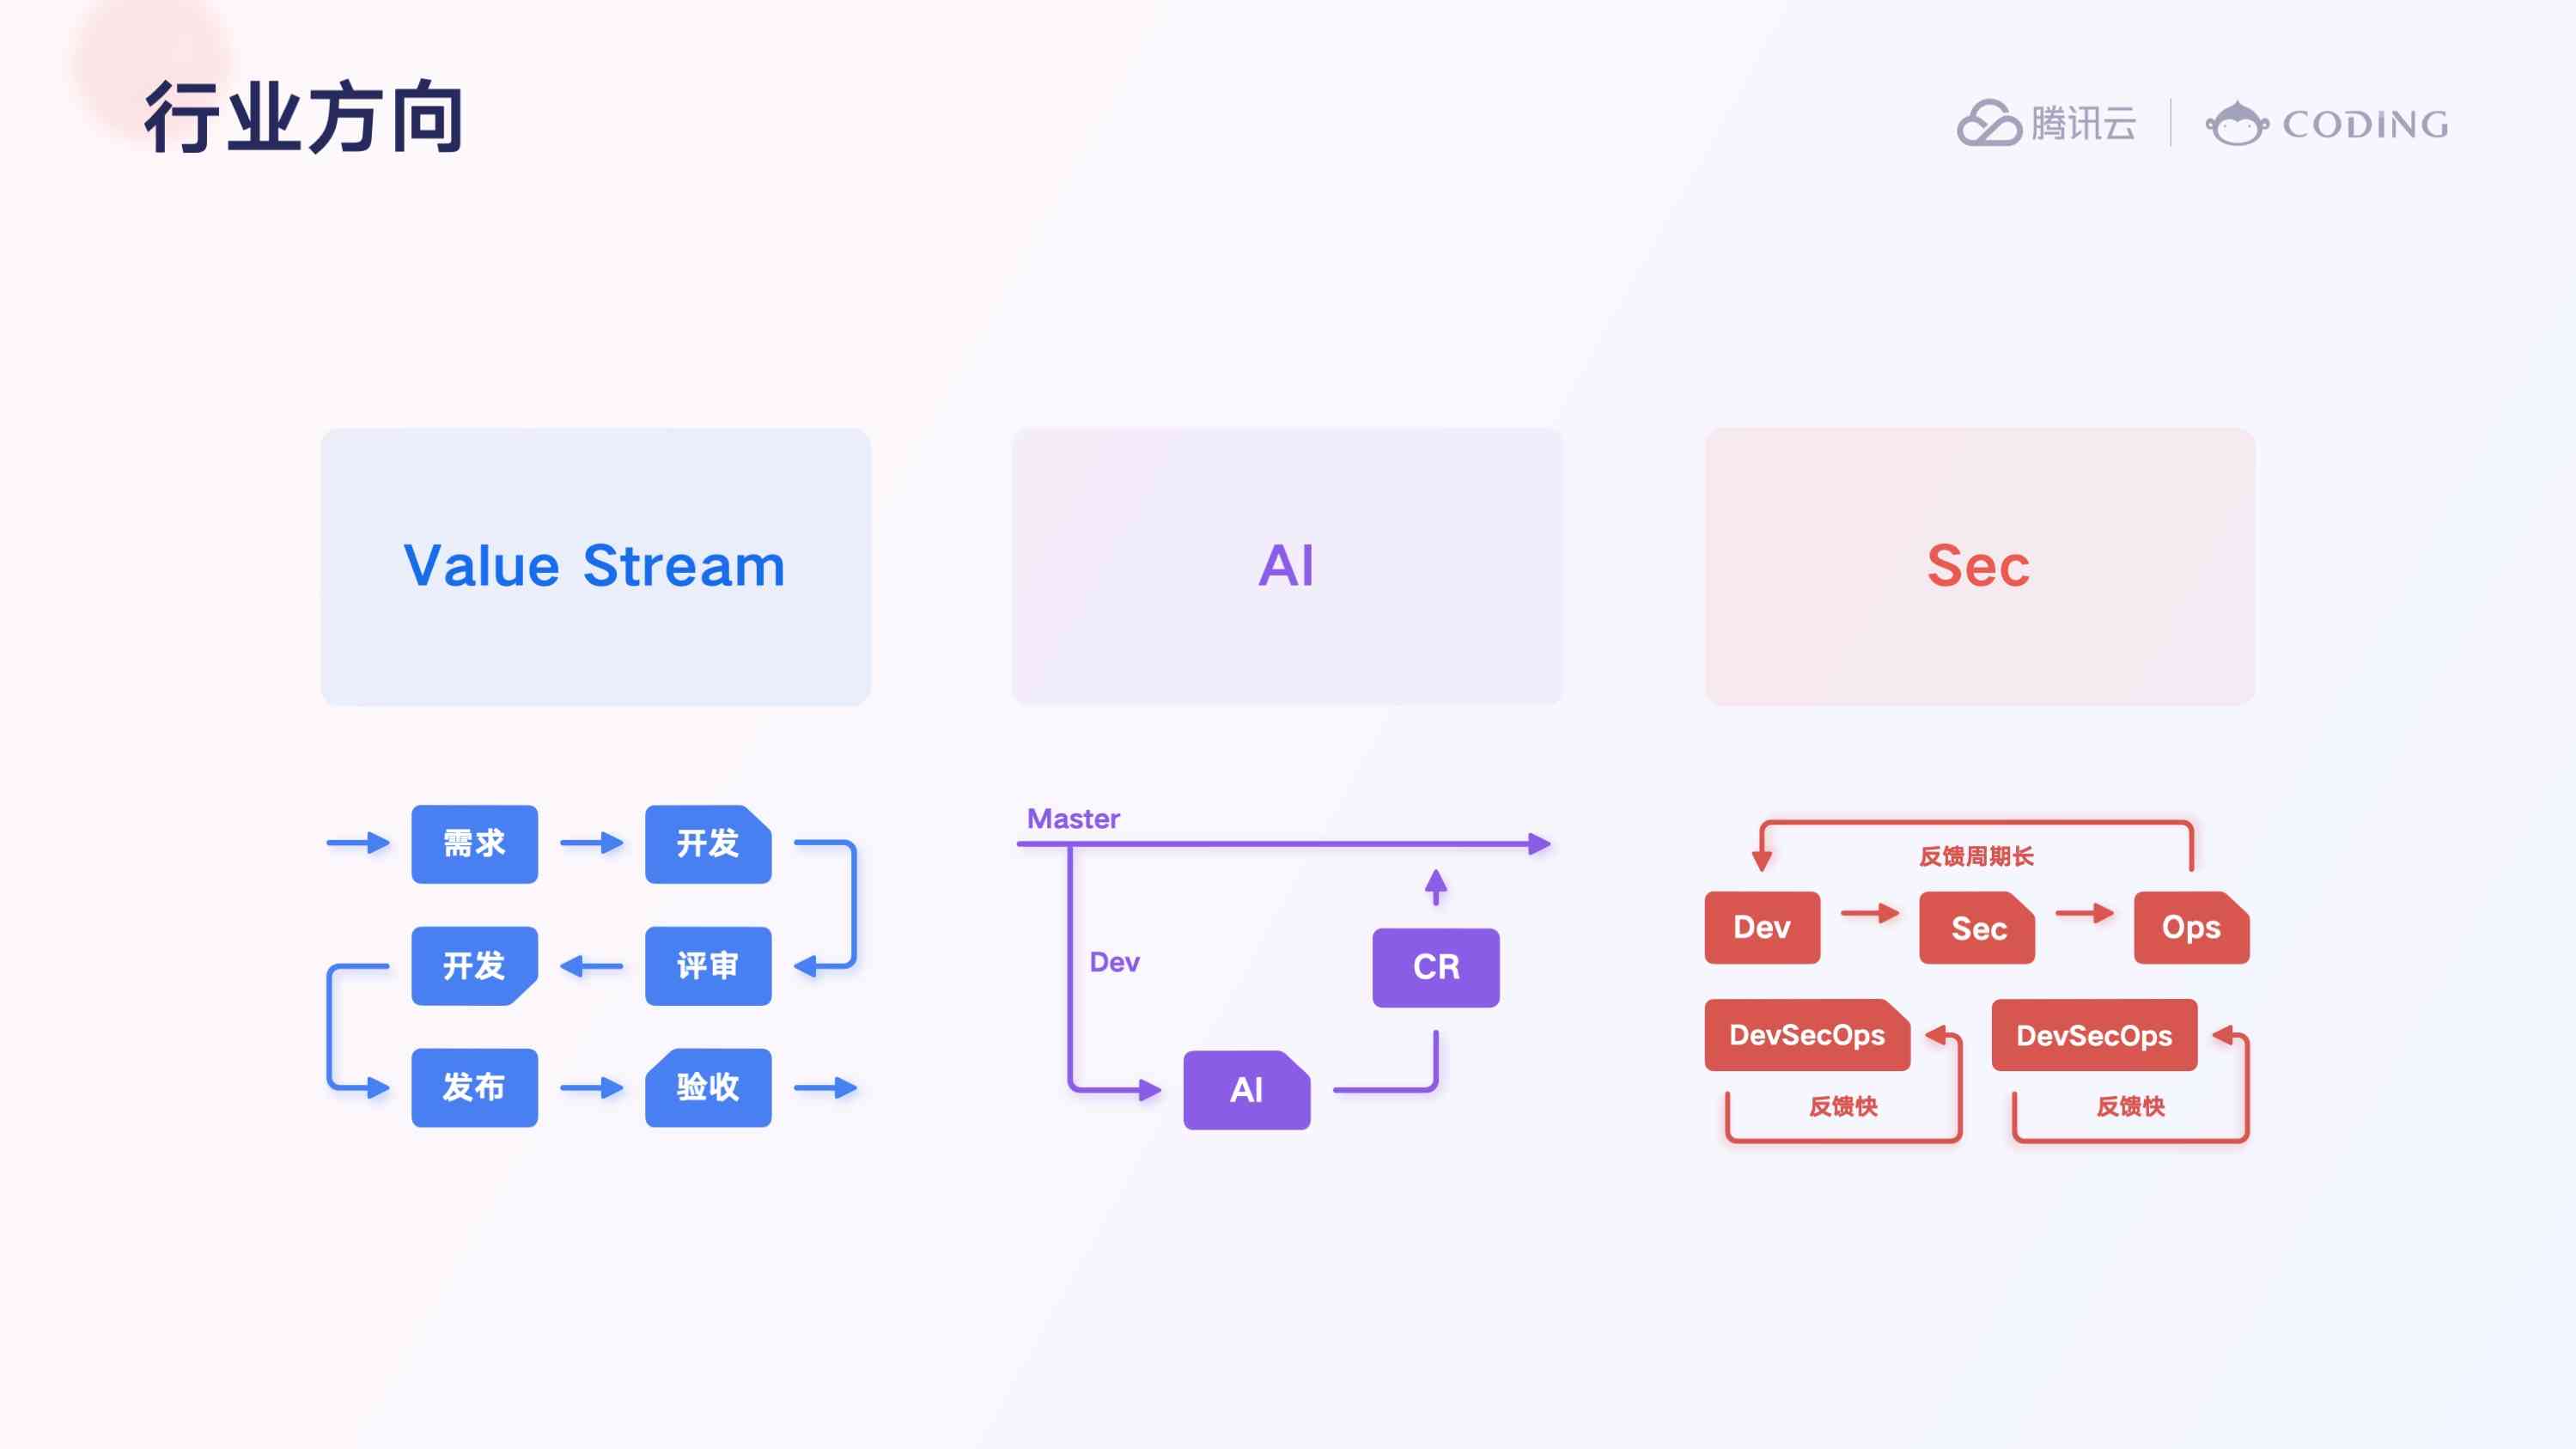 行业方向
腾讯云
CODING
Value Stream
需求
开发
评审
开发
发布
验收
AI
Master
Dev
CR
AI
Sec
反馈周期长
Dev
Sec
Ops
DevSecOps
DevSecOps
反馈快
反馈快